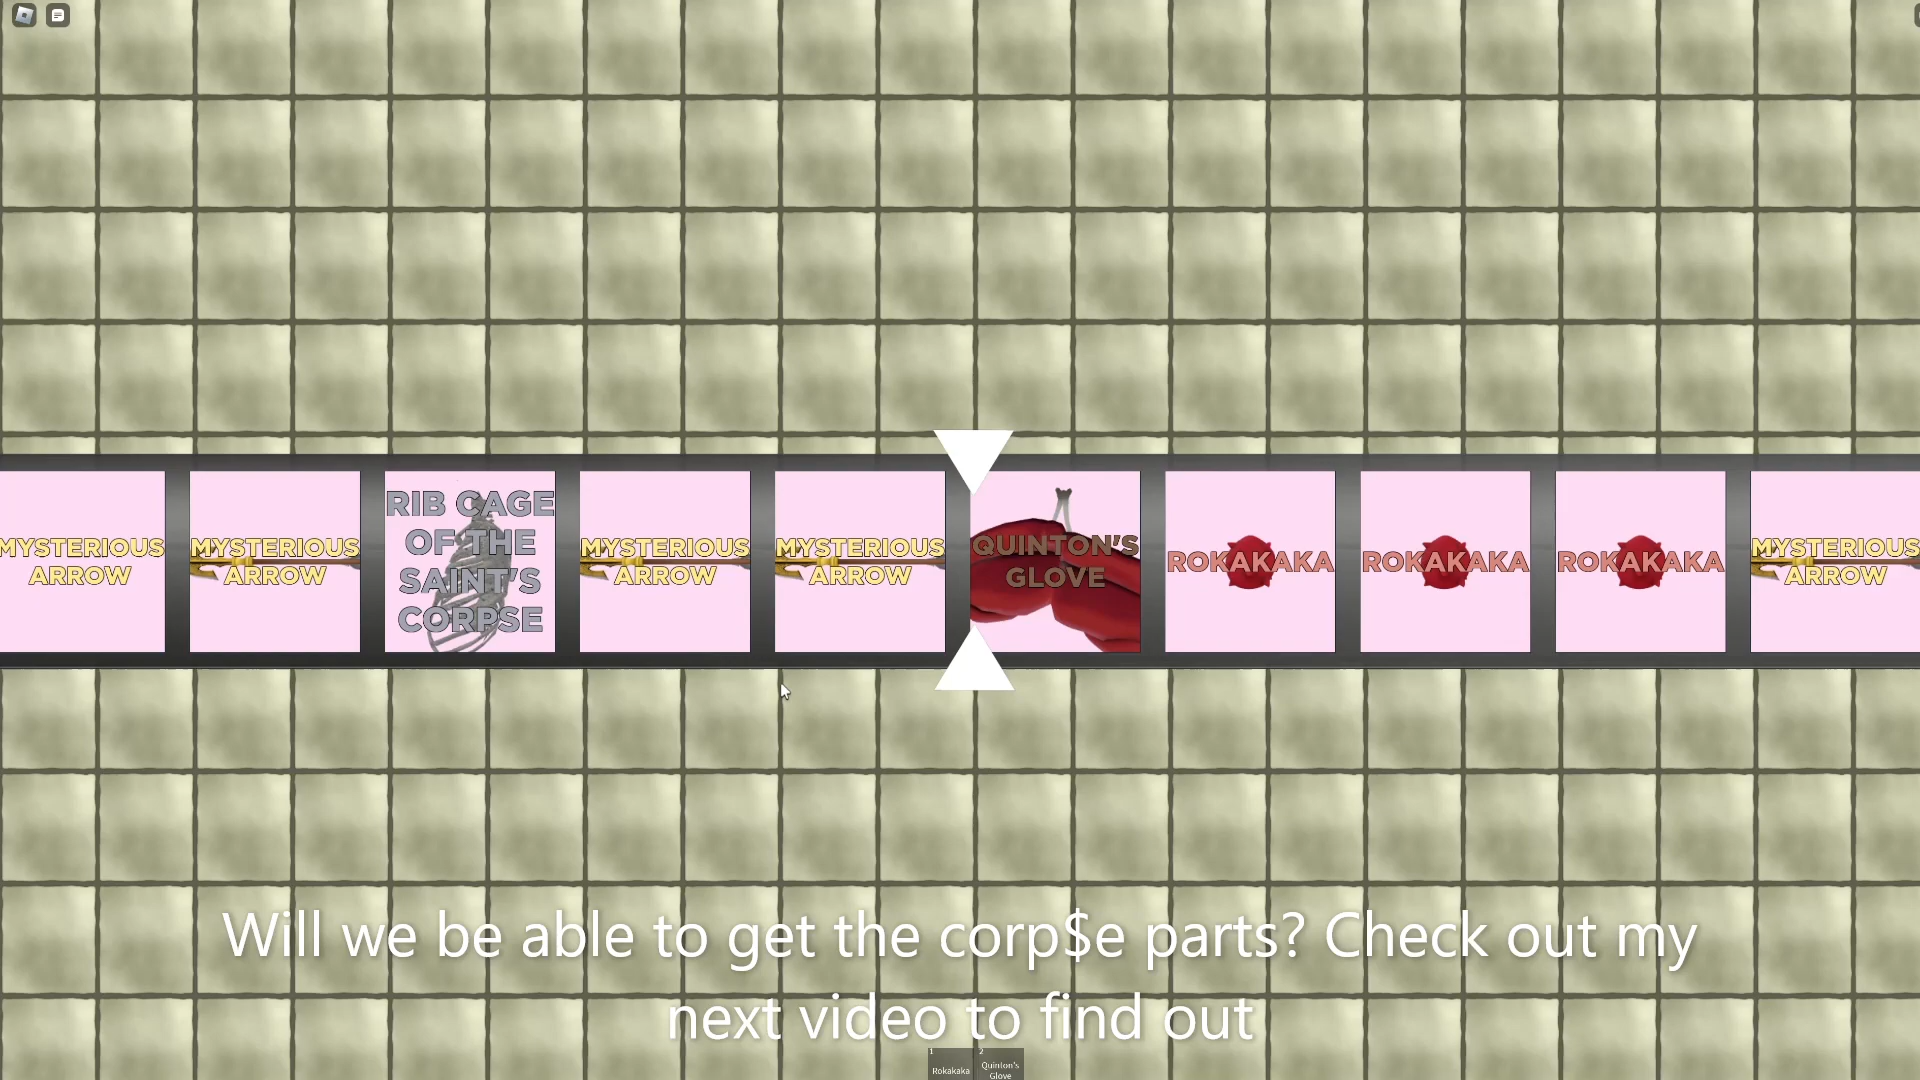 MYSTERIOUS
ARROW
MYSTERIOUS
ARROW
RIB CAGE
OF THE
SAINT'S
CORPSE
MYSTERIOUS
ARROW
MYSTERIOUS
ARROW
QUINTON'S
GLOVE
ROKAKAKA
ROKAKAKA
ROKAKAKA
MYSTERIOUS
ARROW
Will we be able to get the corp$e parts? Check out my
next video to find out
1
Rokakaka
2
Quinton's
Glove